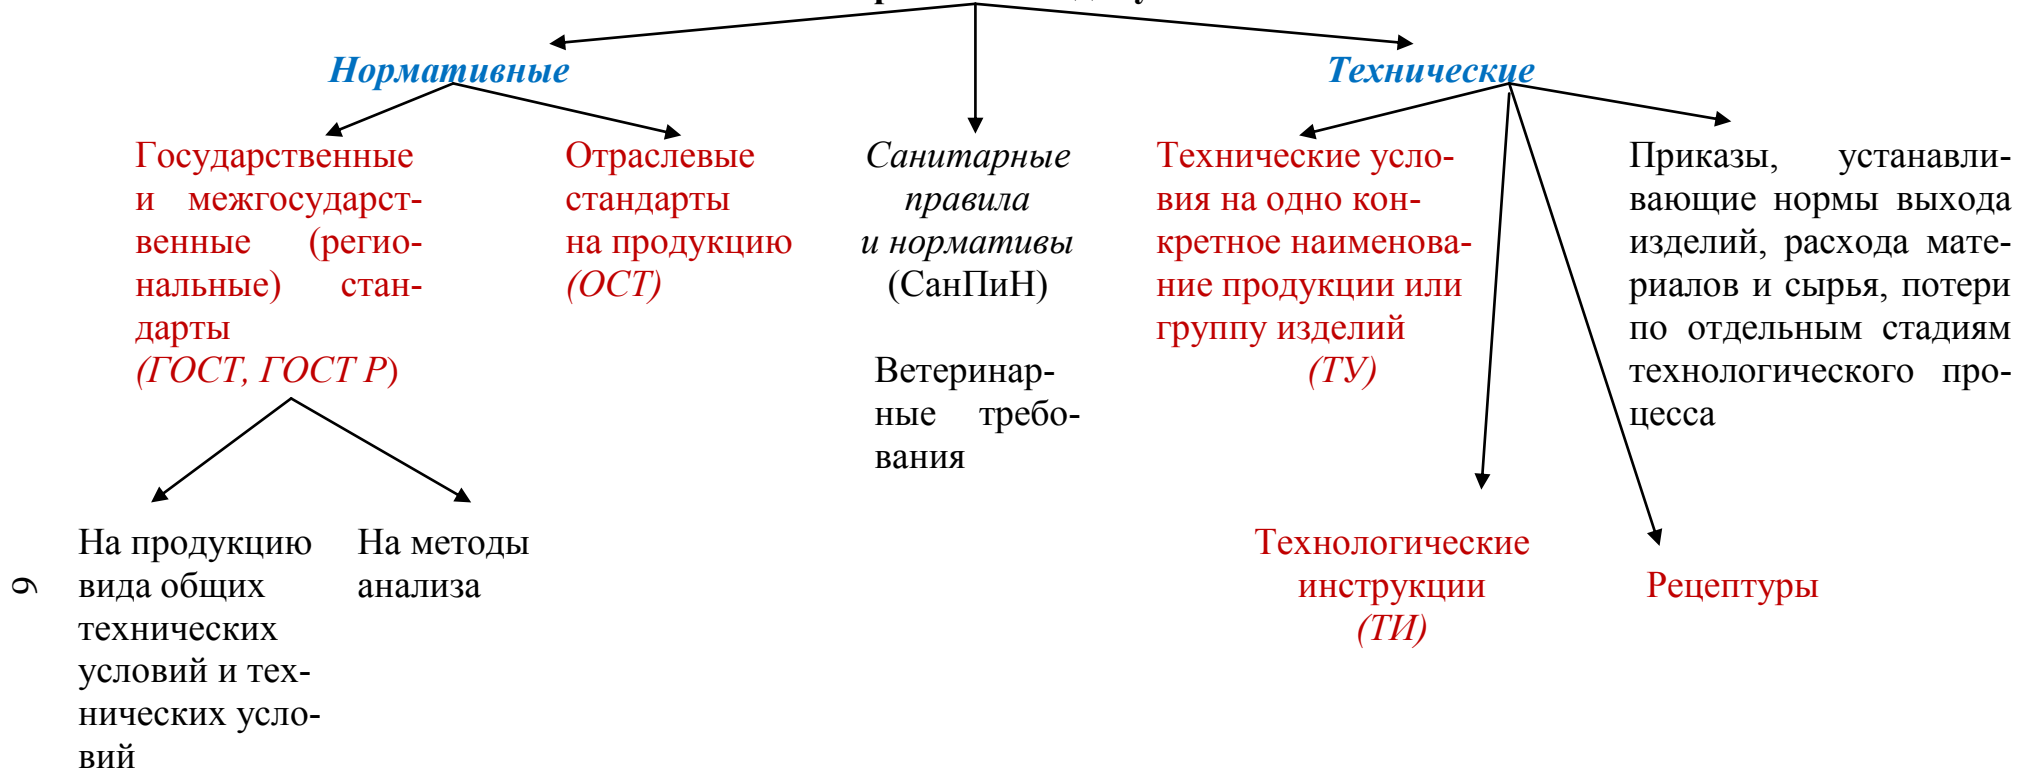 Нормативные
Технические
Государственные
и межгосударст-
венные (регио-
нальные) стан-
дарты
(ГОСТ, ГОСТ Р)
Отраслевые
стандарты
на продукцию
(ОСТ)
Санитарные
правила
и нормативы
(СанПиН)
Ветеринар-
ные требо-
вания
Технические усло-
вия на одно кон-
кретное наименова-
ние продукции или
группу изделий
(ТУ)
Приказы, устанавли-
вающие нормы выхода
изделий, расхода мате-
риалов и сырья, потери
по отдельным стадиям
технологического про-
цесса
На продукцию
вида общих
технических
условий и тех-
нических усло-
вий
На методы
анализа
Технологические
инструкции
(ТИ)
Рецептуры
9